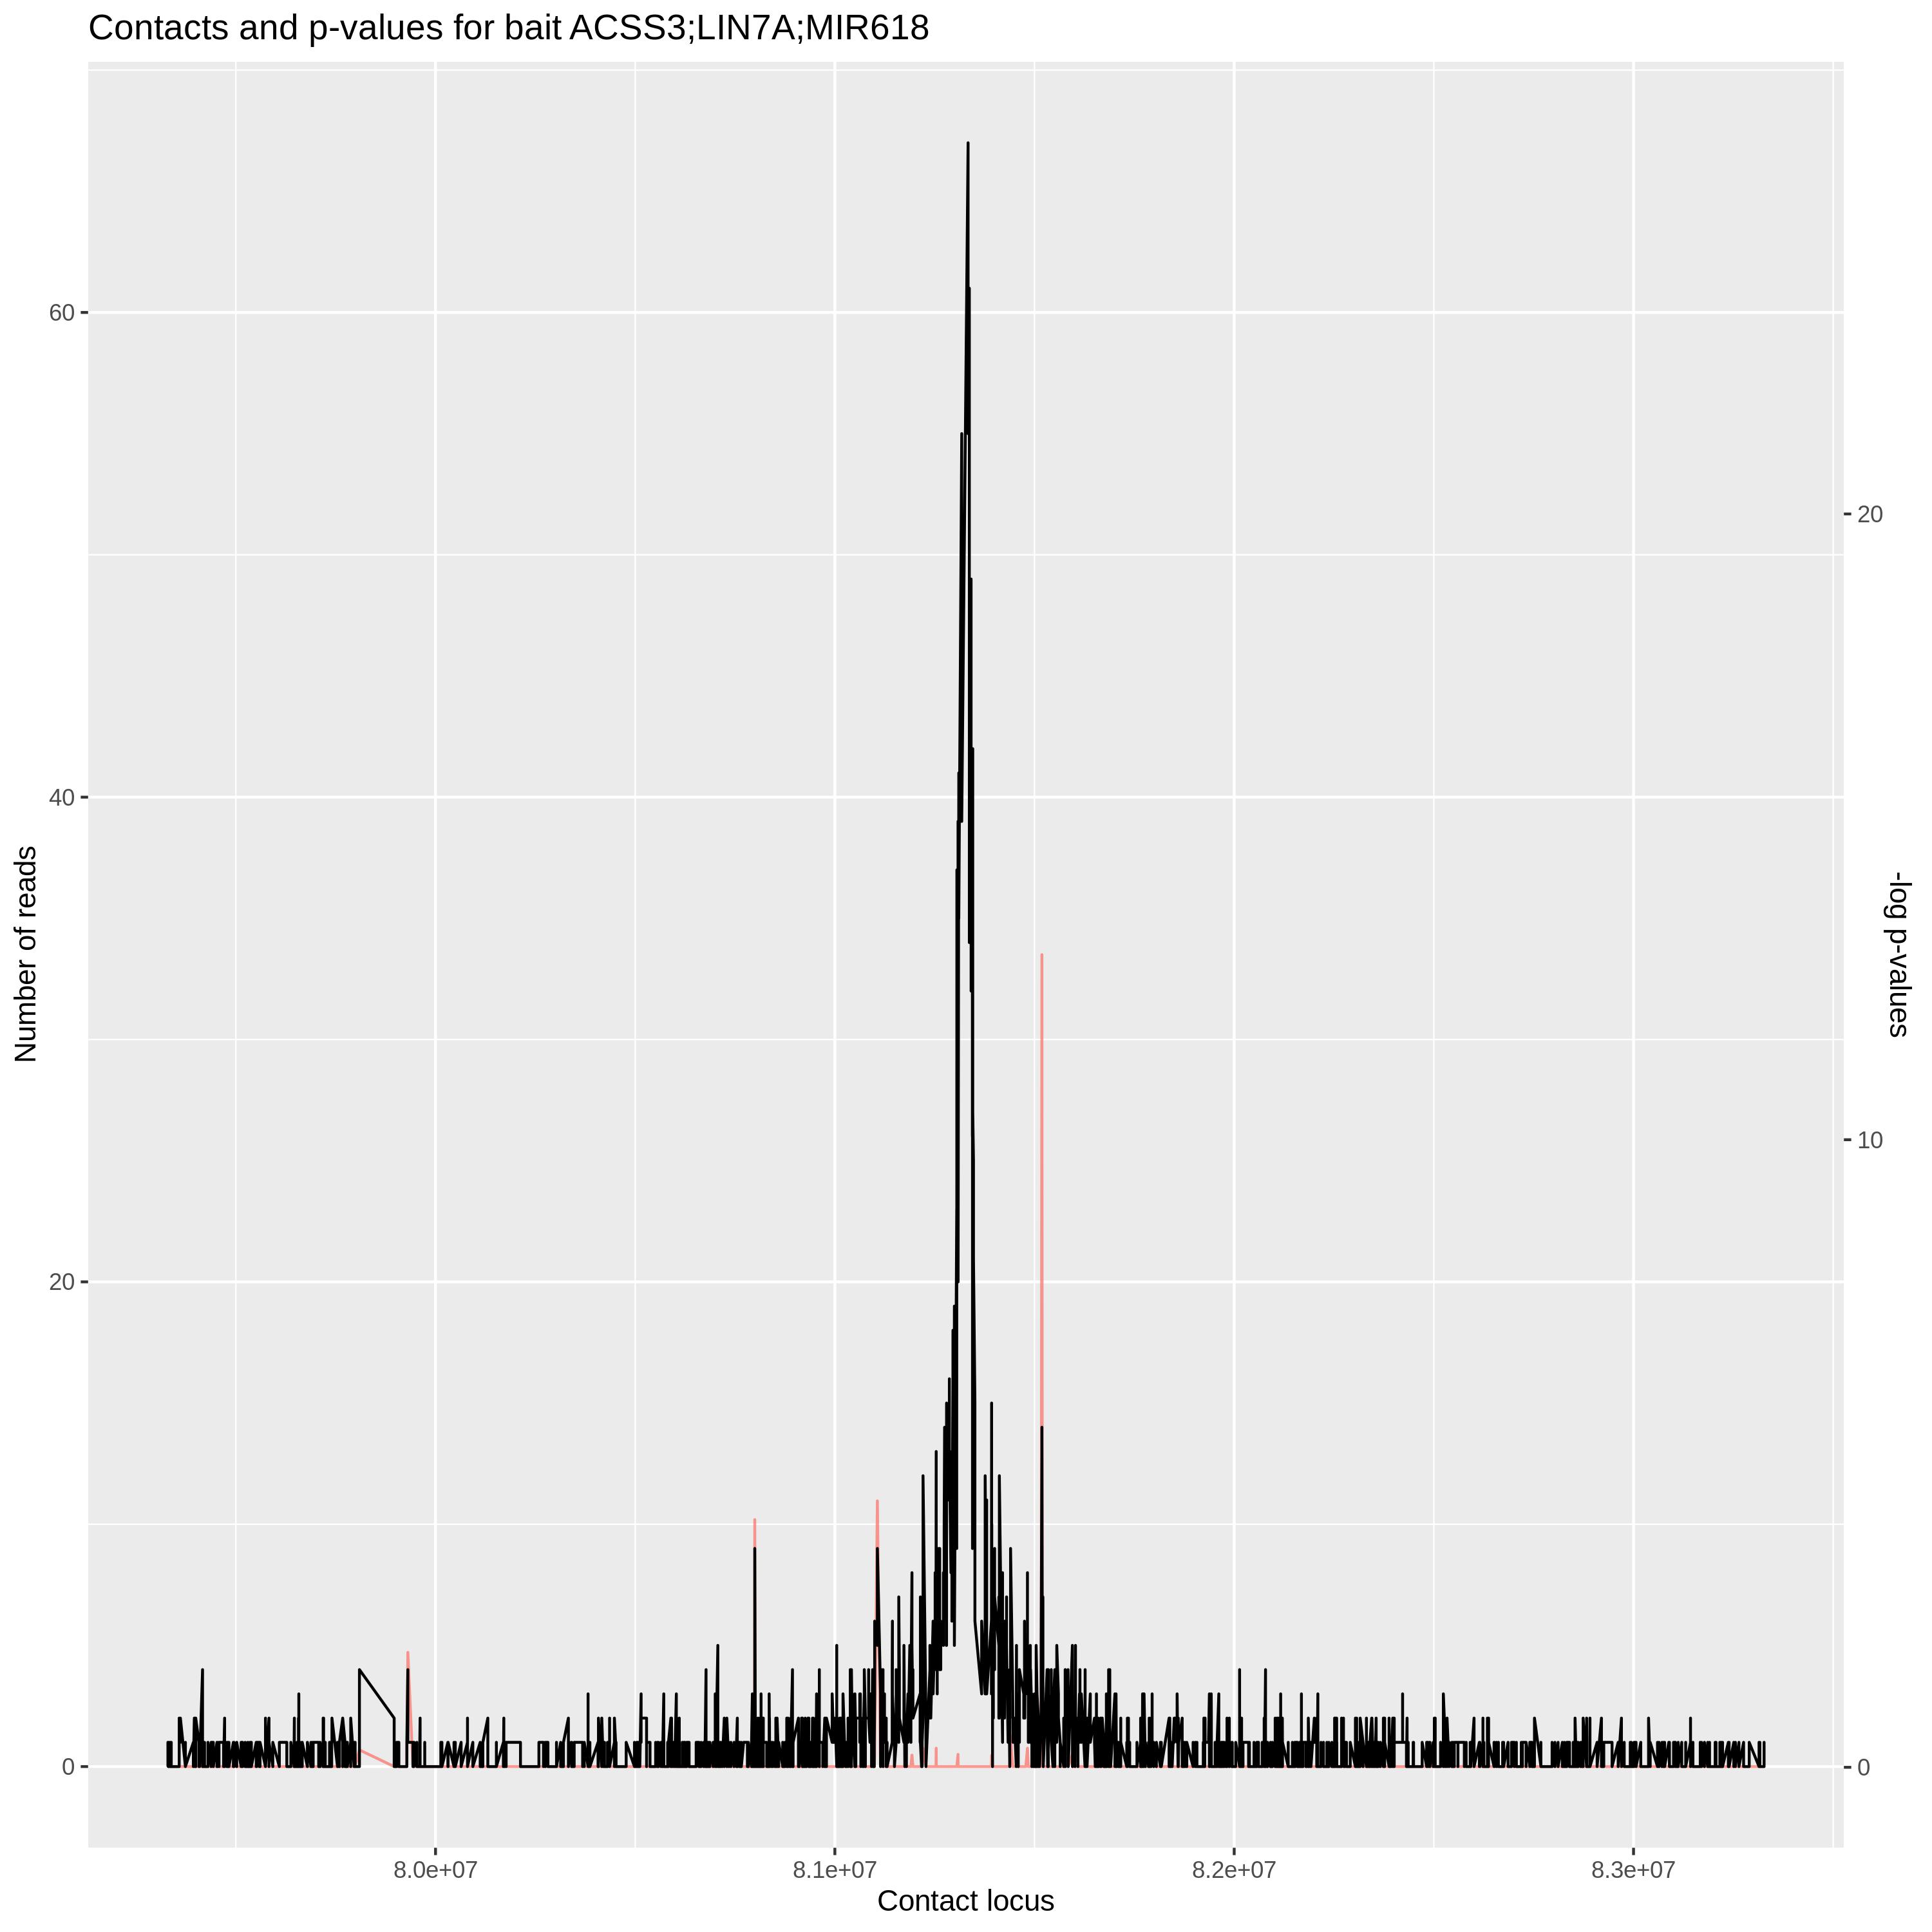 Contacts and p-values for bait ACSS3;LIN7A;MIR618
60
40
20
0
Number of reads
20
10
0
-log p-values
8.0e+07
8.1e+07
8.2e+07
8.3e+07
Contact locus